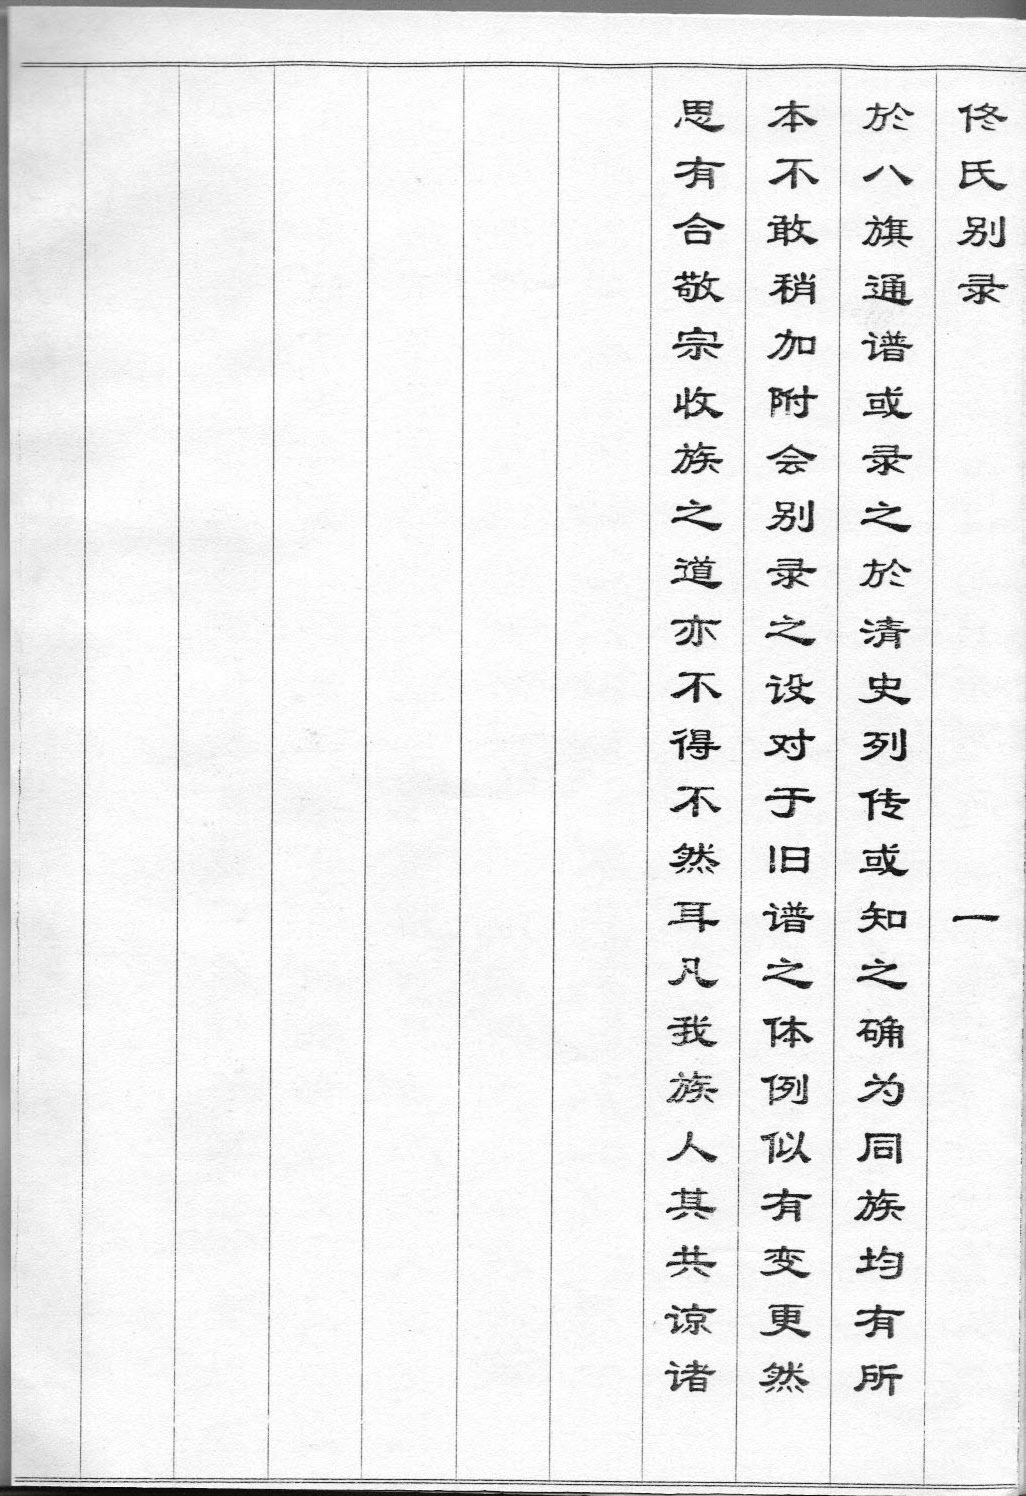 佟氏别录 一
於八旗通谱或录之於清史列传或知之确为同族均有所
本不敢稍加附会别录之设对于旧谱之体例似有变更然
思有合敬宗收族之道亦不得不然耳凡我族人其共谅诸